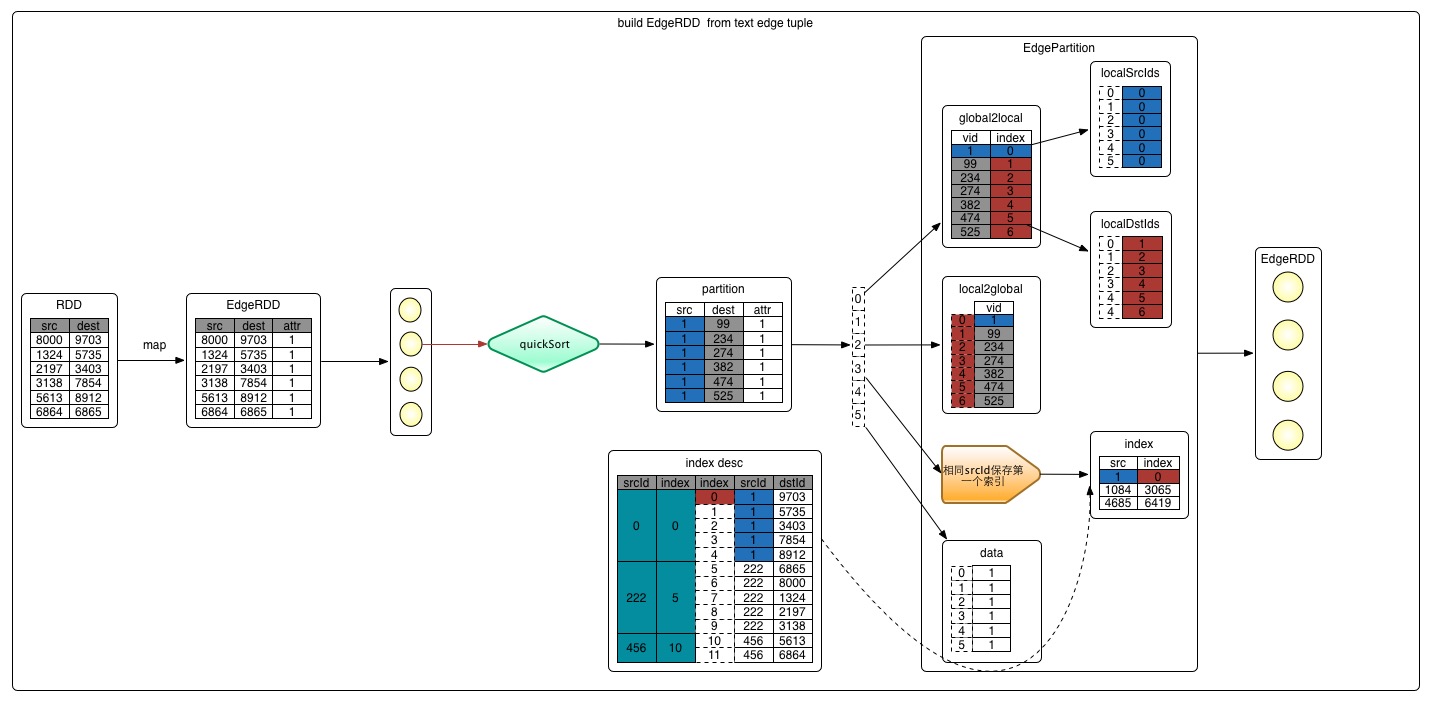 build EdgeRDD from text edge tuple
RDD
src dest
8000 9703
1324 5735
2197 3403
3138 7854
5613 8912
6864 6865
map
EdgeRDD
src dest attr
8000 9703 1
1324 5735 1
2197 3403 1
3138 7854 1
5613 8912 1
6864 6865 1
quickSort
partition
src dest attr
1 99 1
1 234 1
1 274 1
1 382 1
1 474 1
1 525 1
0
1
2
3
4
5
index desc
srcId index index srcId dstId
0 0 0 1 9703
1 1 5735
2 1 3403
3 1 7854
4 1 8912
222 5 5 222 6865
6 222 8000
7 222 1324
8 222 2197
9 222 3138
456 10 10 456 5613
11 456 6864
EdgePartition
global2local
vid index
1 0
99 1
234 2
274 3
382 4
474 5
525 6
localSrcIds
0 0
1 0
2 0
3 0
4 0
5 0
localDstIds
0 1
1 2
2 3
3 4
4 5
4 6
local2global
vid
0 1
1 99
2 234
3 274
4 382
5 474
6 525
相同srcId保存第
一个索引
index
src index
1 0
1084 3065
4685 6419
data
0 1
1 1
2 1
3 1
4 1
5 1
EdgeRDD